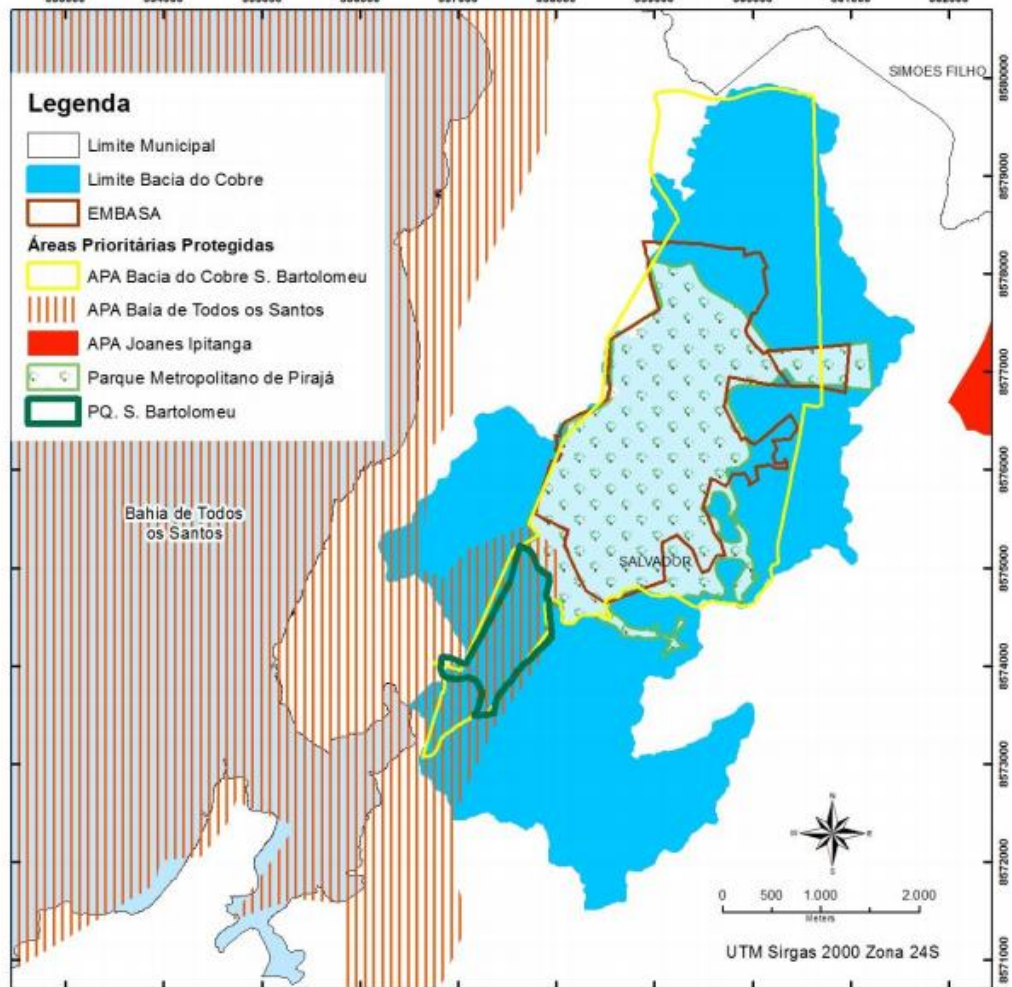 SIMOES FILHO
Legenda
Limite Municipal
Limite Bacia do Cobre
EMBASA
Áreas Prioritárias Protegidas
APA Bacia do Cobre S. Bartolomeu
APA Baía de Todos os Santos
APA Joanes Ipitanga
Parque Metropolitano de Pirajá
PQ. S. Bartolomeu
Bahia de Todos
os Santos
SALVADOR
8580000
8579000
8578000
8577000
8576000
8575000
8574000
8573000
8572000
8571000
N
W E
S
0 500 1.000 2.000
Meters
UTM Sirgas 2000 Zona 24S